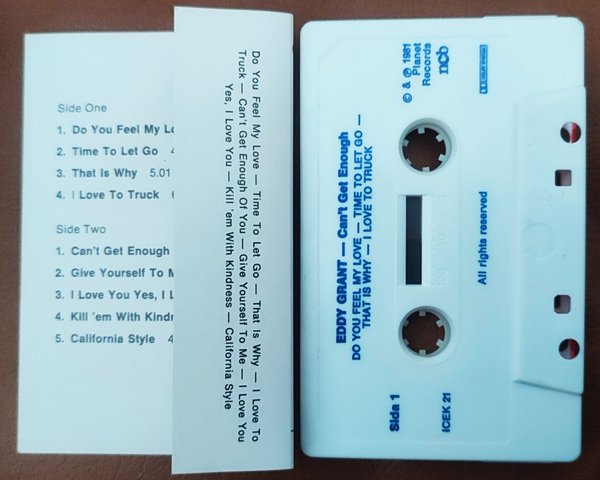 Side One
1. Do You Feel My Lo
2. Time To Let Go 4
3. That Is Why 5.01
4. I Love To Truck
Side Two
1. Can't Get Enough
2. Give Yourself To M
3. I Love You Yes, I L
4. Kill 'em With Kindn
5. California Style 4
Do You Feel My Love — Time To Let Go — That Is Why — I Love To
Truck — Can't Get Enough Of You — Give Yourself To Me — I Love You
Yes, I Love You — Kill 'em With Kindness — California Style
EDDY GRANT — Can't Get Enough
DO YOU FEEL MY LOVE — TIME TO LET GO —
THAT IS WHY — I LOVE TO TRUCK
© & ℗ 1981
Planet
Records
ncb
All rights reserved
Sida 1
ICEK 21